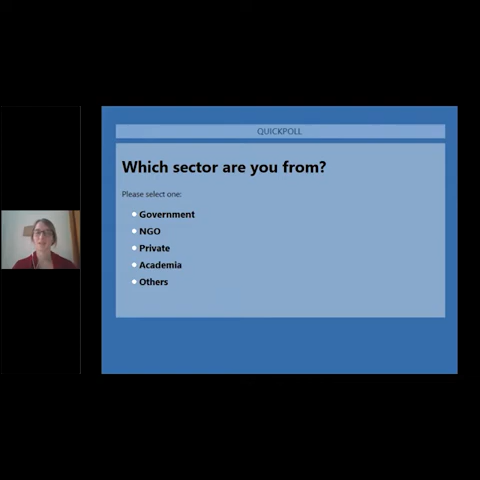 QUICKPOLL
Which sector are you from?
Please select one:
Government
NGO
Private
Academia
Others